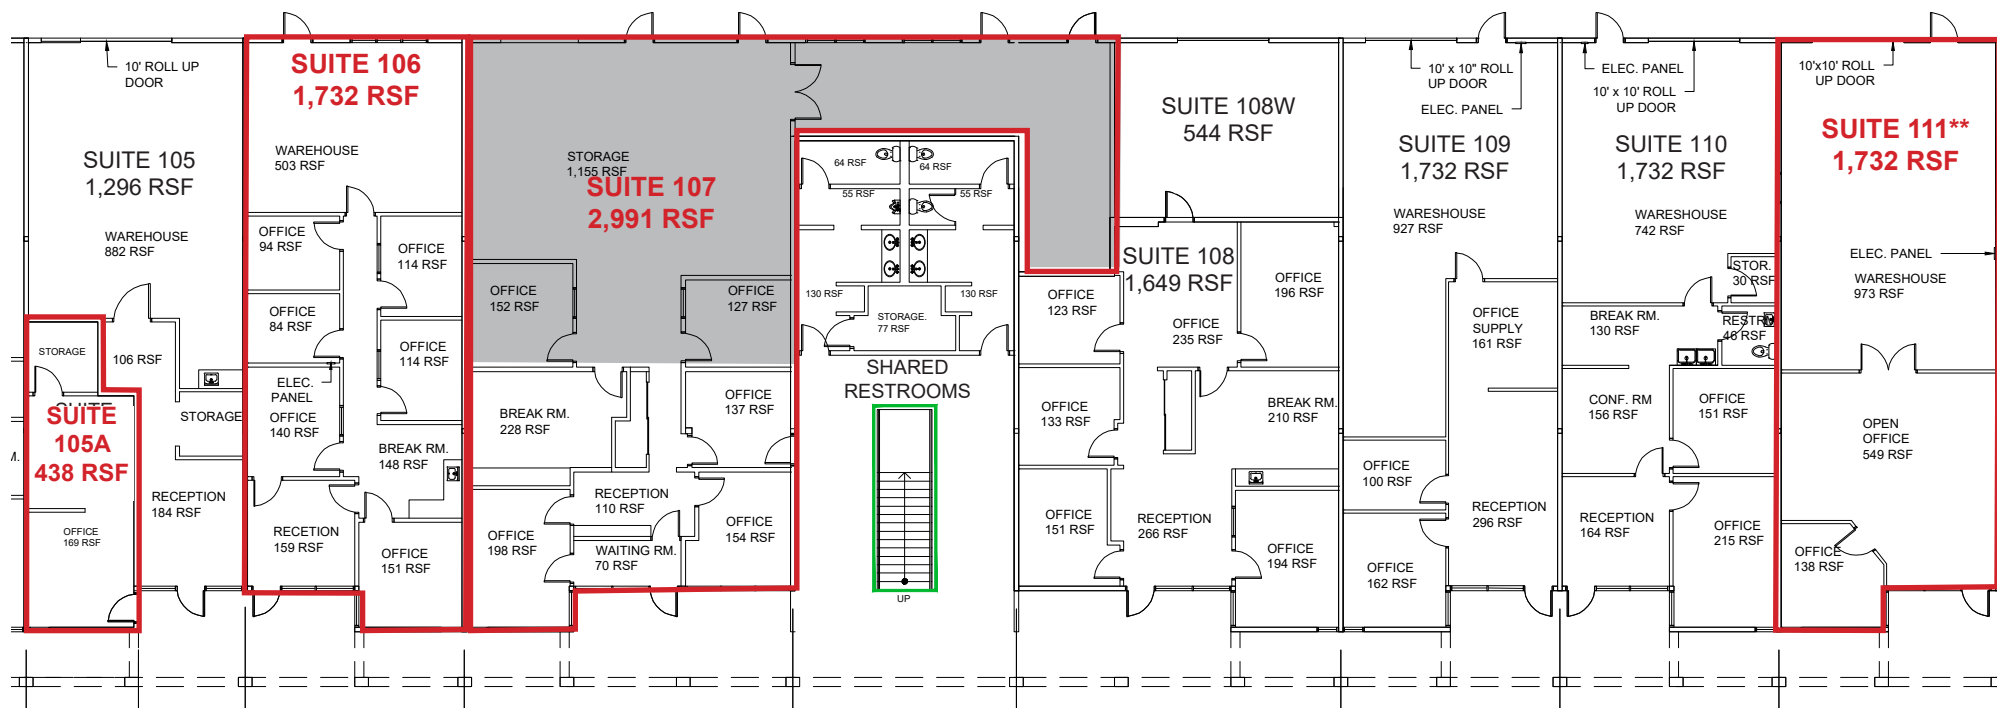 10' ROLL UP
DOOR
SUITE 105
1,296 RSF
WAREHOUSE
882 RSF
STORAGE
106 RSF
STORAGE
SUITE
105A
438 RSF
OFFICE
169 RSF
RECEPTION
184 RSF
SUITE 106
1,732 RSF
WAREHOUSE
503 RSF
OFFICE
94 RSF
OFFICE
114 RSF
OFFICE
84 RSF
OFFICE
114 RSF
ELEC.
PANEL
OFFICE
140 RSF
BREAK RM.
148 RSF
RECETION
159 RSF
OFFICE
151 RSF
STORAGE
1,155 RSF
SUITE 107
2,991 RSF
OFFICE
152 RSF
OFFICE
127 RSF
BREAK RM.
228 RSF
OFFICE
137 RSF
RECEPTION
110 RSF
OFFICE
198 RSF
WAITING RM.
70 RSF
OFFICE
154 RSF
64 RSF
64 RSF
55 RSF
55 RSF
130 RSF
130 RSF
STORAGE.
77 RSF
SHARED
RESTROOMS
UP
SUITE 108W
544 RSF
SUITE 108
1,649 RSF
OFFICE
123 RSF
OFFICE
196 RSF
OFFICE
235 RSF
OFFICE
133 RSF
BREAK RM.
210 RSF
OFFICE
151 RSF
RECEPTION
266 RSF
OFFICE
194 RSF
10' x 10" ROLL
UP DOOR
ELEC. PANEL
SUITE 109
1,732 RSF
WARESHOUSE
927 RSF
OFFICE
SUPPLY
161 RSF
OFFICE
100 RSF
RECEPTION
296 RSF
OFFICE
162 RSF
ELEC. PANEL
10' x 10' ROLL
UP DOOR
SUITE 110
1,732 RSF
WARESHOUSE
742 RSF
STOR.
30 RSF
BREAK RM.
130 RSF
RESTRM
46 RSF
CONF. RM
156 RSF
OFFICE
151 RSF
RECEPTION
164 RSF
OFFICE
215 RSF
10'x10' ROLL
UP DOOR
SUITE 111**
1,732 RSF
ELEC. PANEL
WAREHOUSE
973 RSF
OPEN
OFFICE
549 RSF
OFFICE
138 RSF